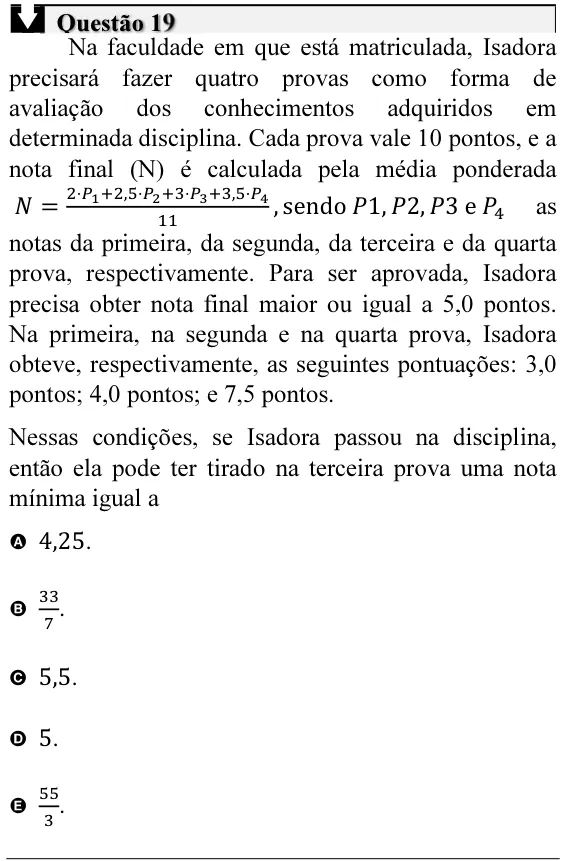 Questão 19
Na faculdade em que está matriculada, Isadora
precisará fazer quatro provas como forma de
avaliação dos conhecimentos adquiridos em
determinada disciplina. Cada prova vale 10 pontos, e a
nota final (N) é calculada pela média ponderada
N = \frac{2·P₁+2,5·P₂+3·P₃+3,5·P₄}{11}, sendo P1, P2, P3 e P₄ as
notas da primeira, da segunda, da terceira e da quarta
prova, respectivamente. Para ser aprovada, Isadora
precisa obter nota final maior ou igual a 5,0 pontos.
Na primeira, na segunda e na quarta prova, Isadora
obteve, respectivamente, as seguintes pontuações: 3,0
pontos; 4,0 pontos; e 7,5 pontos.
Nessas condições, se Isadora passou na disciplina,
então ela pode ter tirado na terceira prova uma nota
mínima igual a
A 4,25.
B \frac{33}{7}.
C 5,5.
D 5.
E \frac{55}{3}.